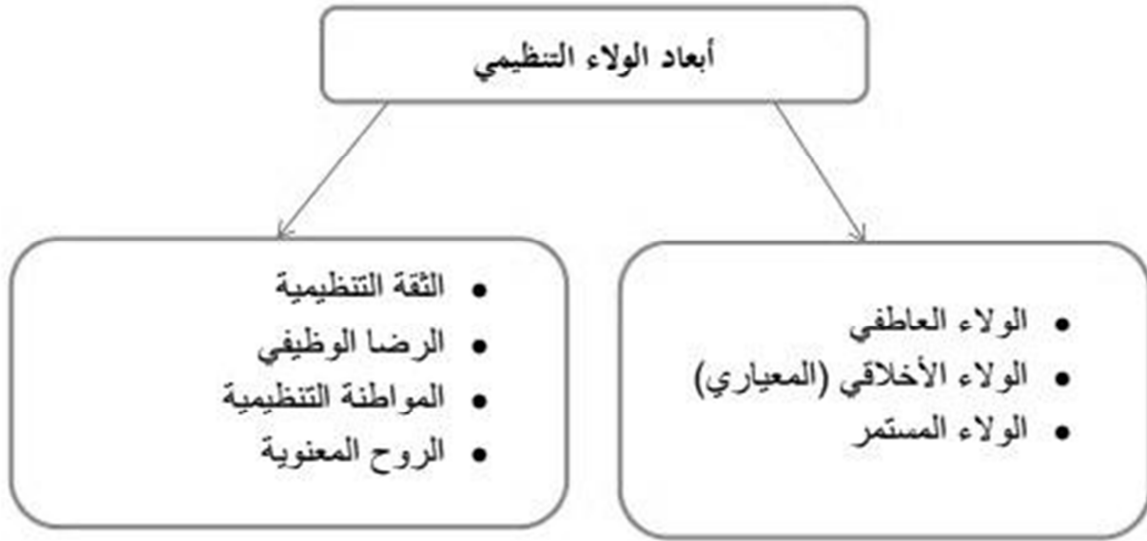 أبعاد الولاء التنظيمي
• الولاء العاطفي
• الولاء الأخلاقي (المعياري)
• الولاء المستمر
• الثقة التنظيمية
• الرضا الوظيفي
• المواطنة التنظيمية
• الروح المعنوية